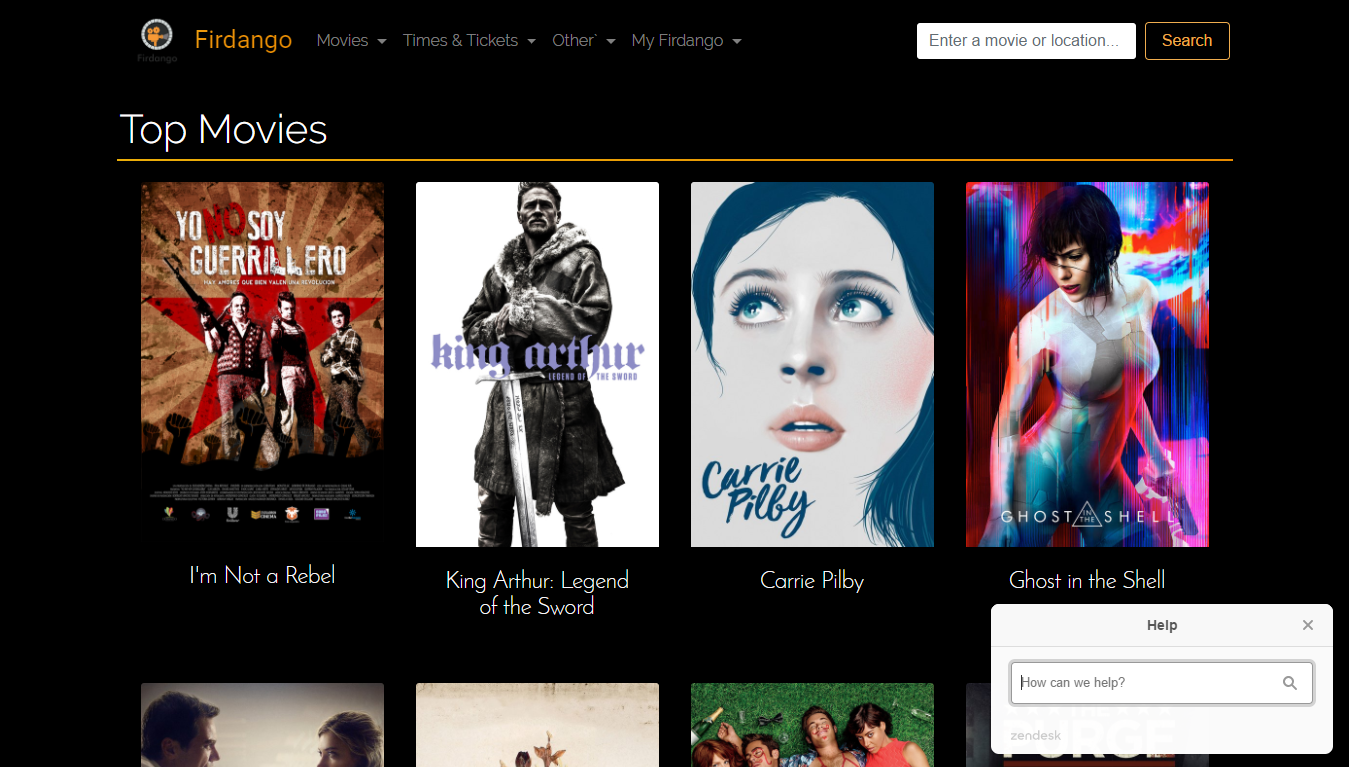 Firdango
Firdango
Movies
Times & Tickets
Other`
My Firdango
Enter a movie or location...
Search
Top Movies
YO NO SOY
GUERRILLERO
HAY AMORES QUE BIEN VALEN UNA REVOLUCION
king arthur
LEGEND OF THE SWORD
Carrie
Pilby
GHOST IN THE SHELL
I'm Not a Rebel
King Arthur: Legend
of the Sword
Carrie Pilby
Ghost in the Shell
Help
How can we help?
THE
PURGE
zendesk